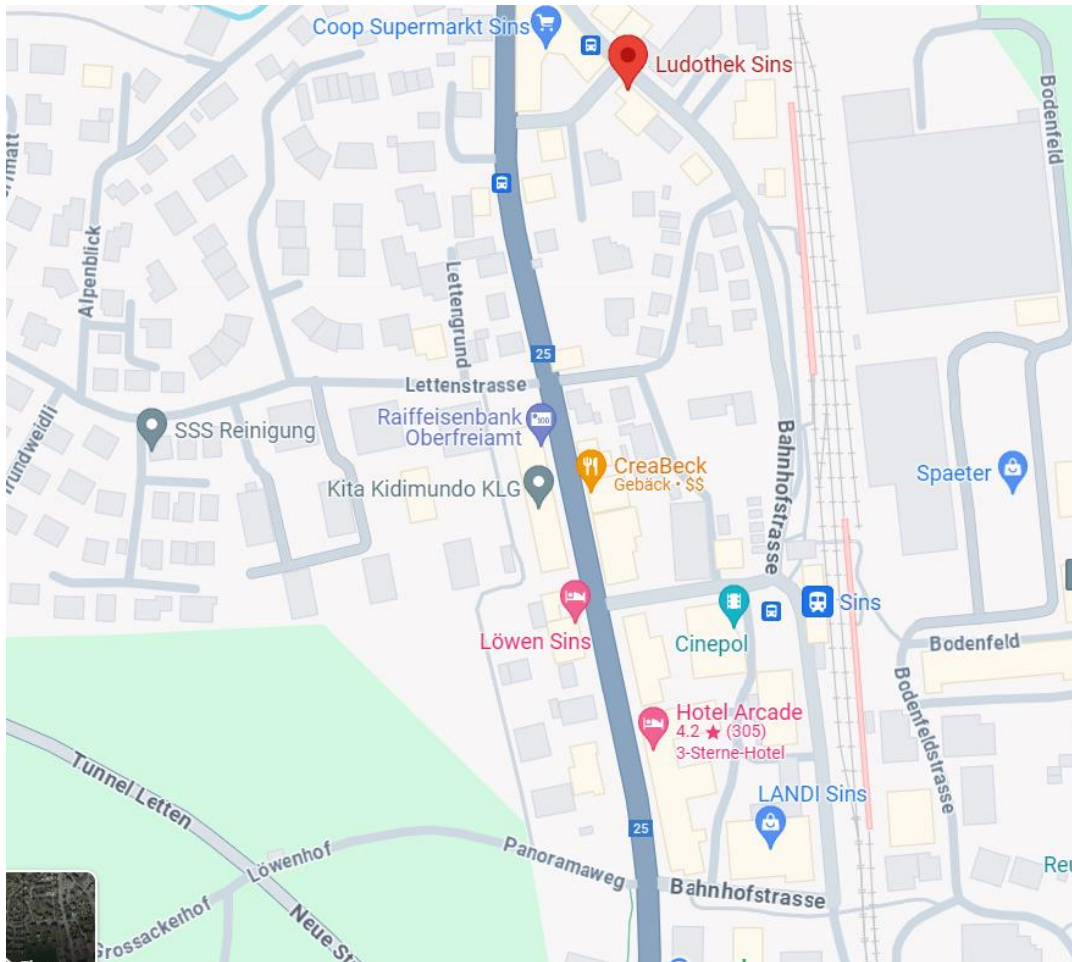 Coop Supermarkt Sins
Ludothek Sins
Bodenfeld
Alpenblick
Lettengrund
25
Lettenstrasse
Raiffeisenbank
Oberfreiamt
100
SSS Reinigung
CreaBeck
Gebäck • $$
Kita Kidimundo KLG
Bahnhofstrasse
Spaeter
Löwen Sins
Cinepol
Sins
Bodenfeld
Bodenfeldstrasse
Hotel Arcade
4.2 ★ (305)
3-Sterne-Hotel
LANDI Sins
Tunnel Letten
25
Löwenhof
Panoramaweg
Bahnhofstrasse
Grossackerhof
Neue